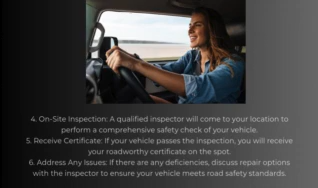 4. On-Site Inspection: A qualified inspector will come to your location to
perform a comprehensive safety check of your vehicle.
5. Receive Certificate: If your vehicle passes the inspection, you will receive
your roadworthy certificate on the spot.
6. Address Any Issues: If there are any deficiencies, discuss repair options
with the inspector to ensure your vehicle meets road safety standards.